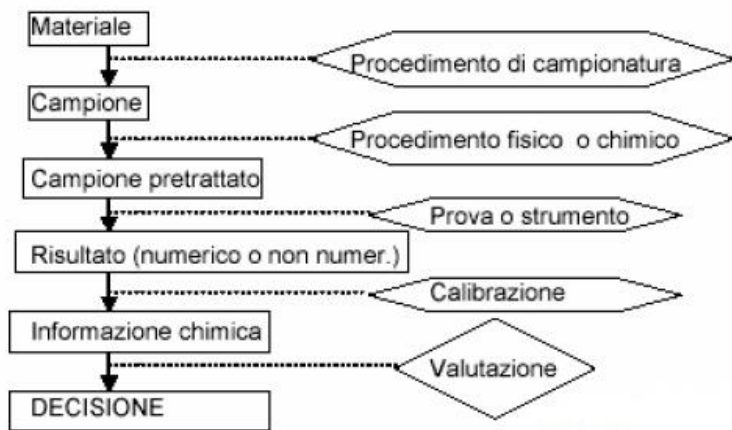 Materiale
Procedimento di campionatura
Campione
Procedimento fisico o chimico
Campione pretrattato
Prova o strumento
Risultato (numerico o non numer.)
Calibrazione
Informazione chimica
Valutazione
DECISIONE